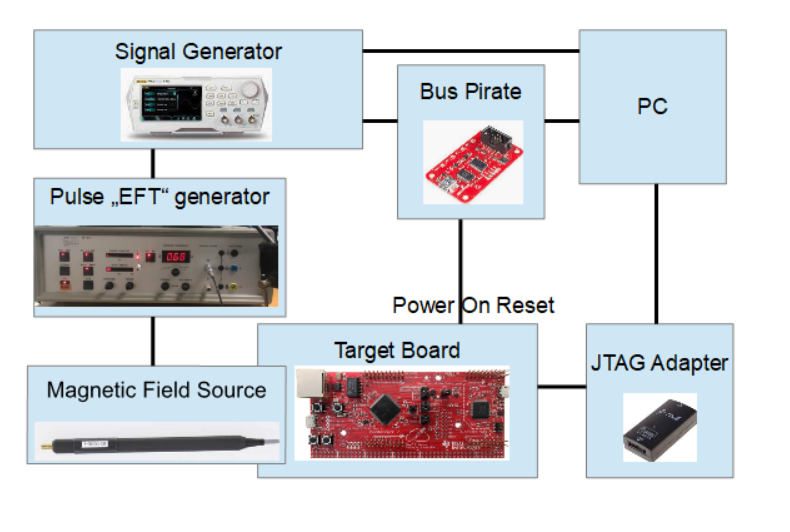 Signal Generator
Bus Pirate
PC
Pulse „EFT“ generator
0.68
Power On Reset
Target Board
JTAG Adapter
Magnetic Field Source